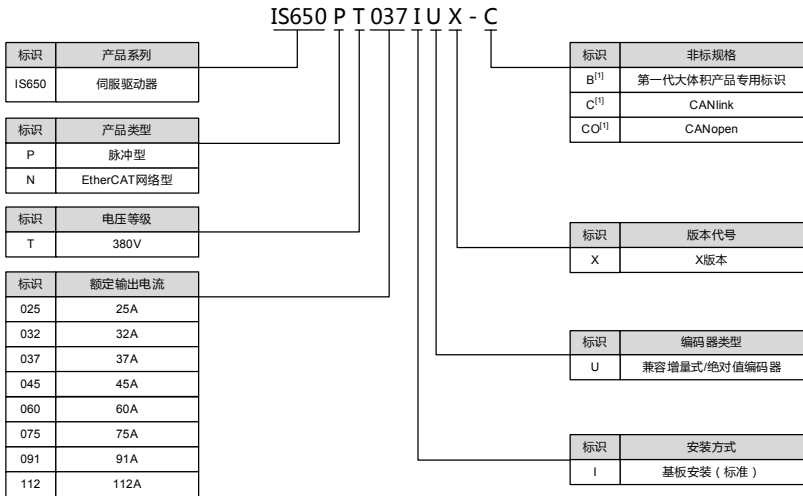 IS650 P T 037 I U X - C
标识 产品系列
IS650 伺服驱动器
标识 产品类型
P 脉冲型
N EtherCAT网络型
标识 电压等级
T 380V
标识 额定输出电流
025 25A
032 32A
037 37A
045 45A
060 60A
075 75A
091 91A
112 112A
标识 非标规格
B[1] 第一代大体积产品专用标识
C[1] CANlink
CO[1] CANopen
标识 版本代号
X X版本
标识 编码器类型
U 兼容增量式/绝对值编码器
标识 安装方式
I 基板安装（标准）